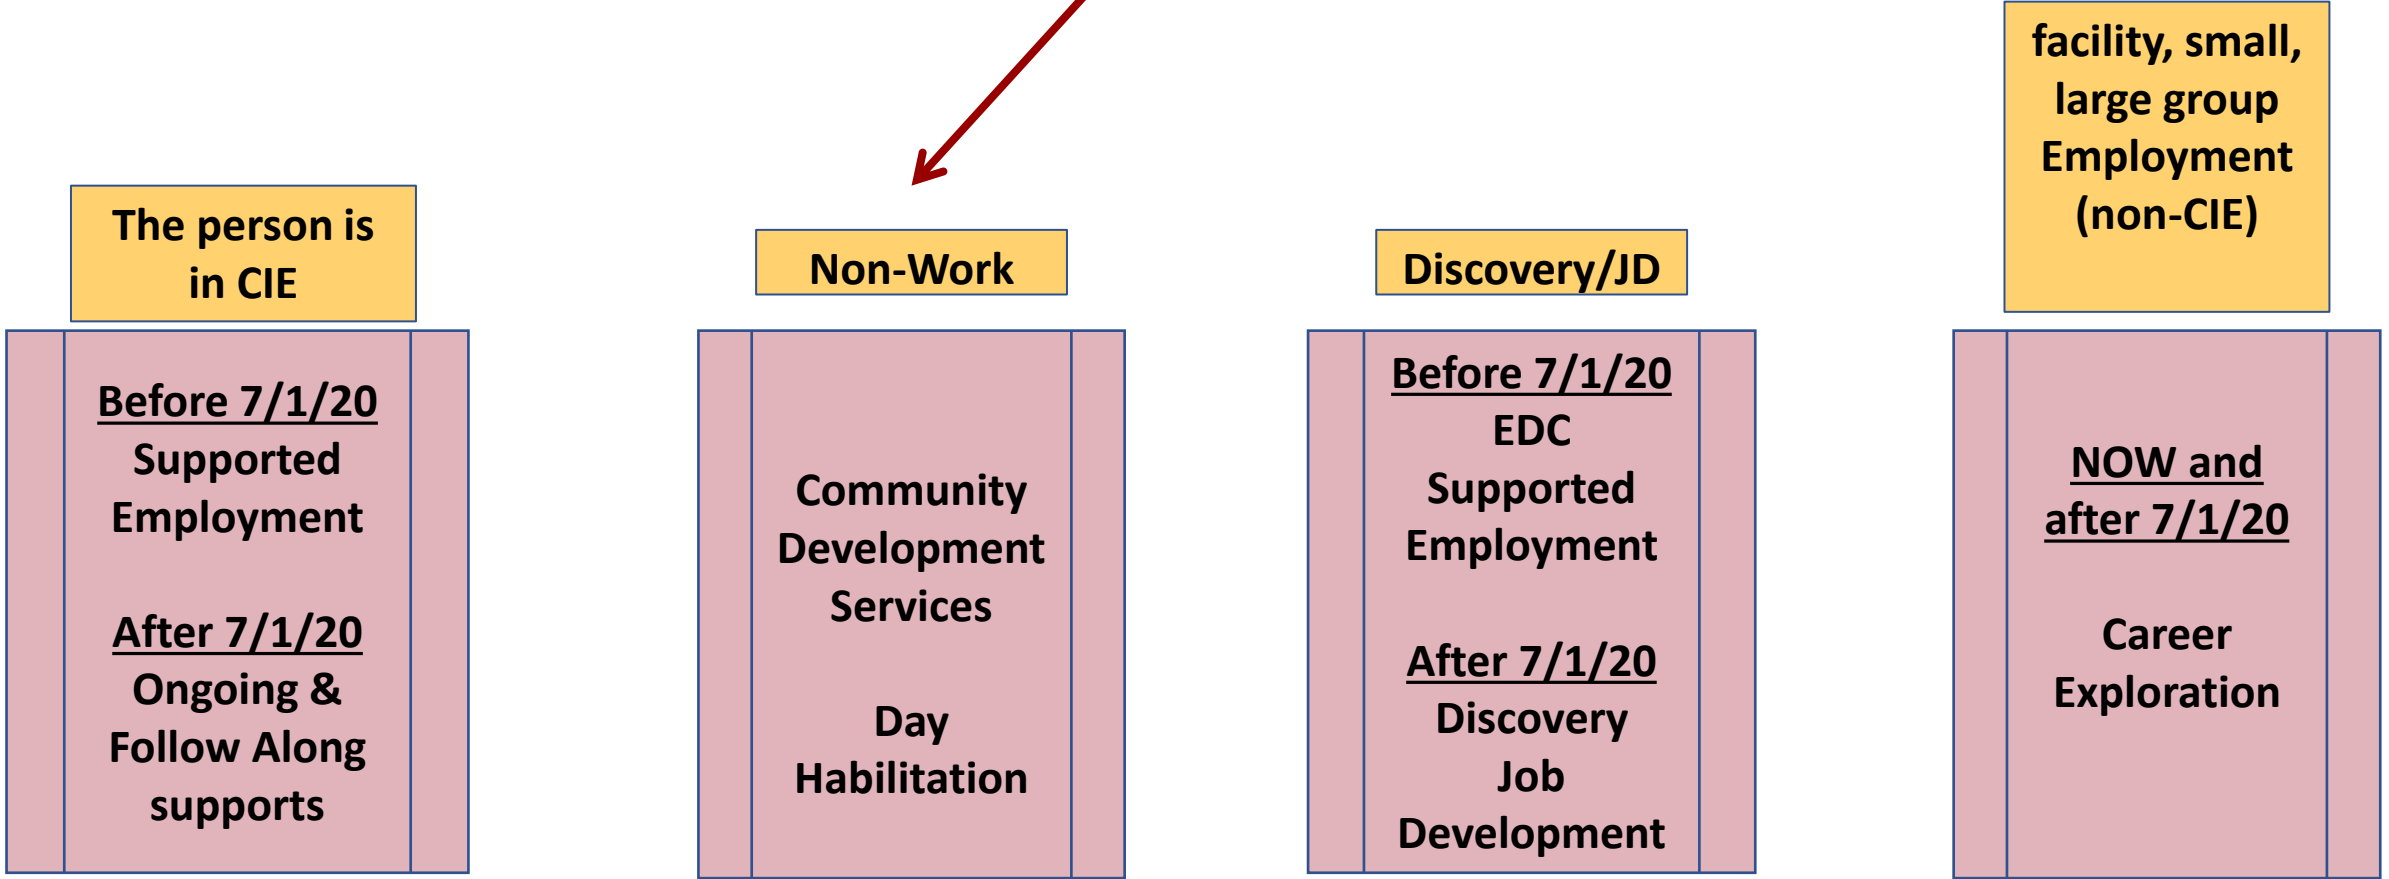 The person is
in CIE
Before 7/1/20
Supported
Employment
After 7/1/20
Ongoing &
Follow Along
supports
Non-Work
Community
Development
Services
Day
Habilitation
Discovery/JD
Before 7/1/20
EDC
Supported
Employment
After 7/1/20
Discovery
Job
Development
facility, small,
large group
Employment
(non-CIE)
NOW and
after 7/1/20
Career
Exploration